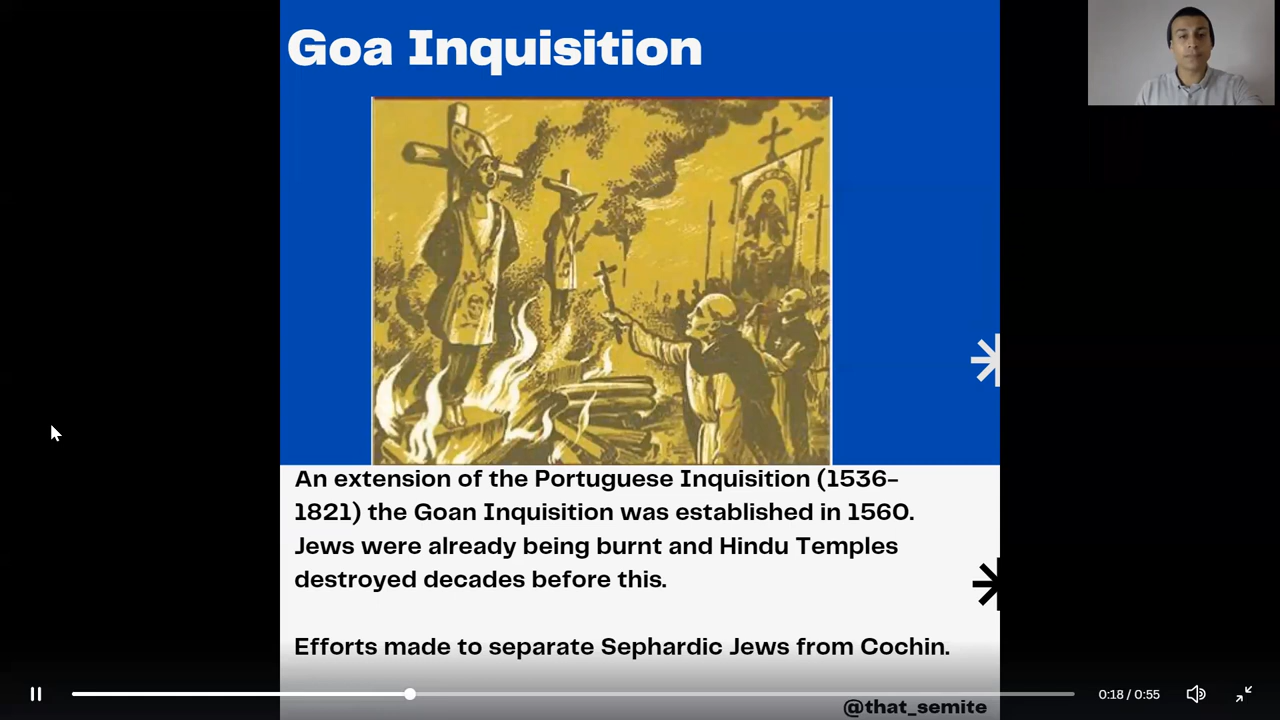 Goa Inquisition
An extension of the Portuguese Inquisition (1536-
1821) the Goan Inquisition was established in 1560.
Jews were already being burnt and Hindu Temples
destroyed decades before this.
Efforts made to separate Sephardic Jews from Cochin.
0:18 / 0:55
@that_semite